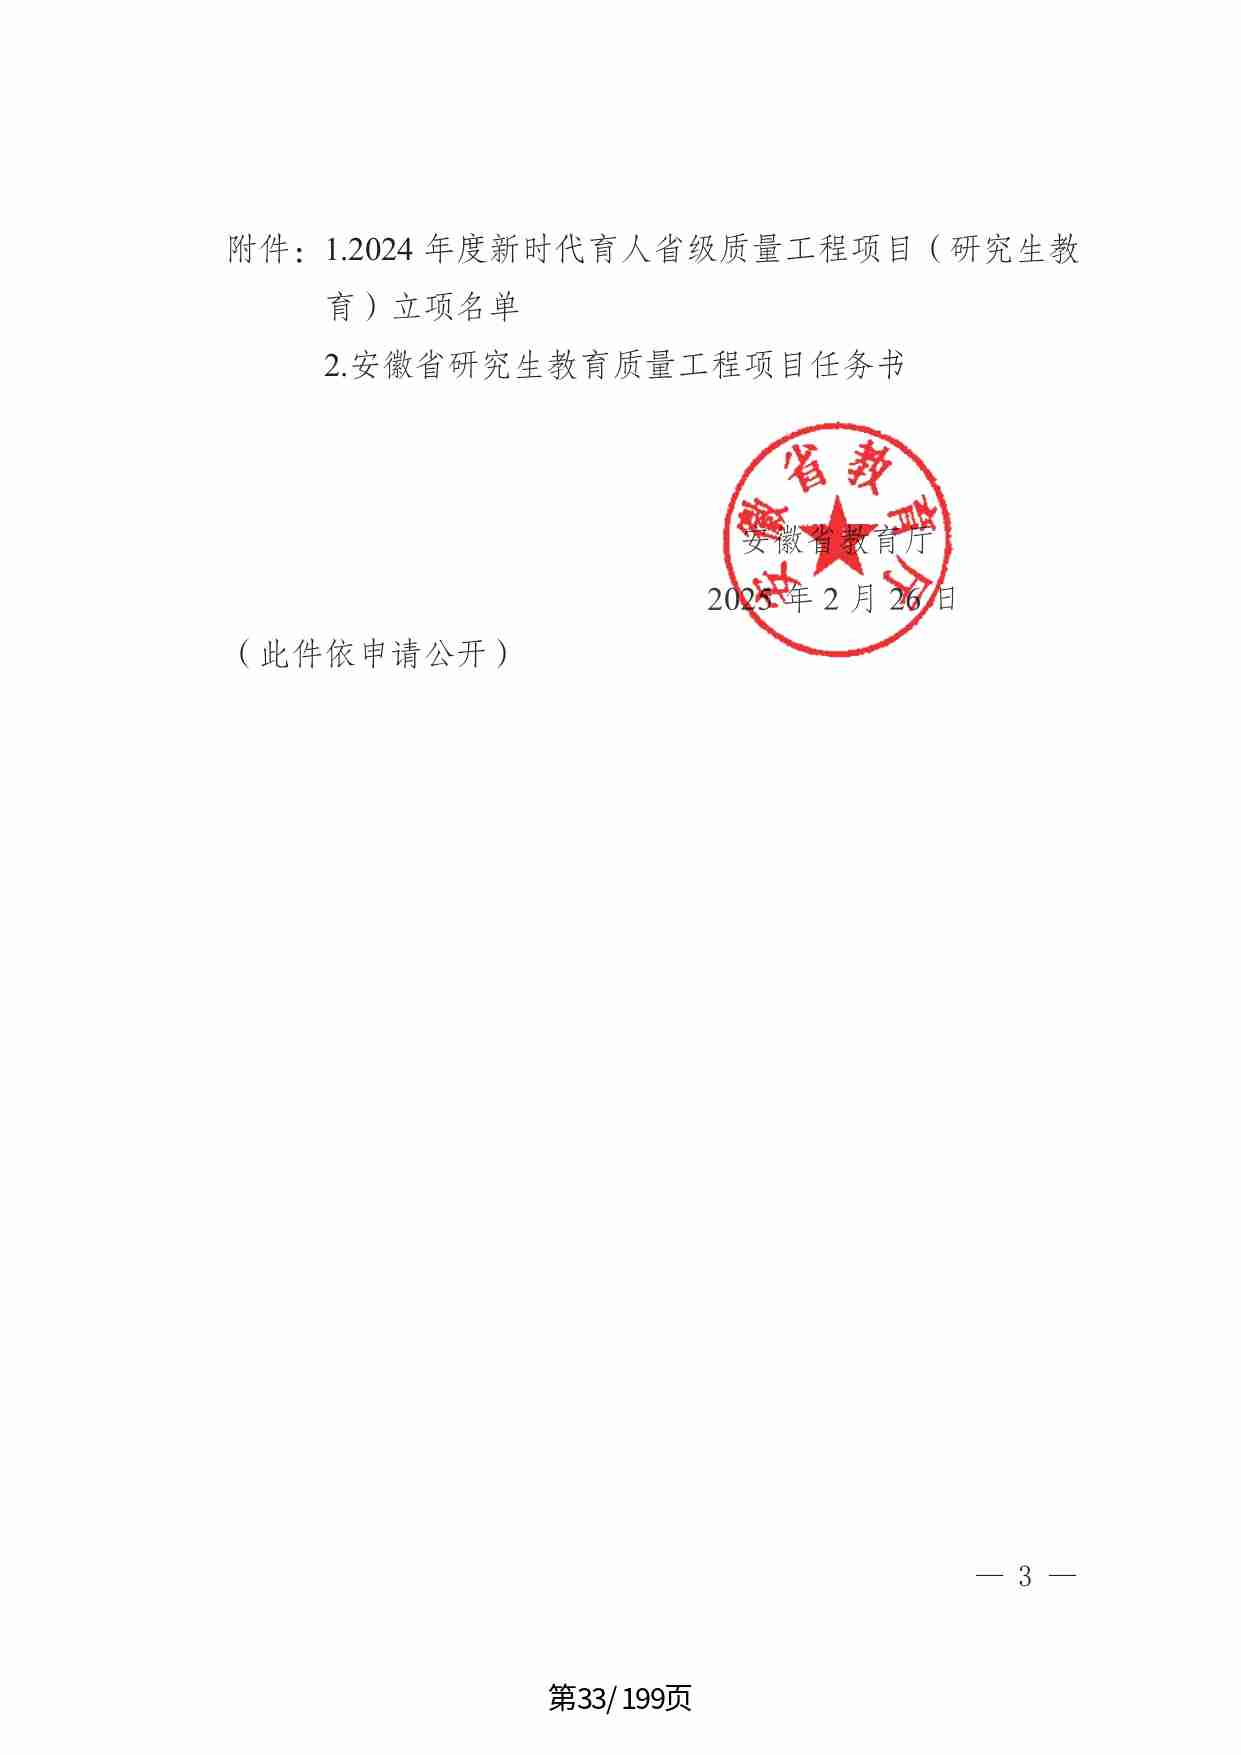 附件：1.2024 年度新时代育人省级质量工程项目（研究生教
育）立项名单
2.安徽省研究生教育质量工程项目任务书
安徽省教育厅
安徽省教育厅
2025 年 2 月 26 日
（此件依申请公开）
— 3 —
第33/ 199页